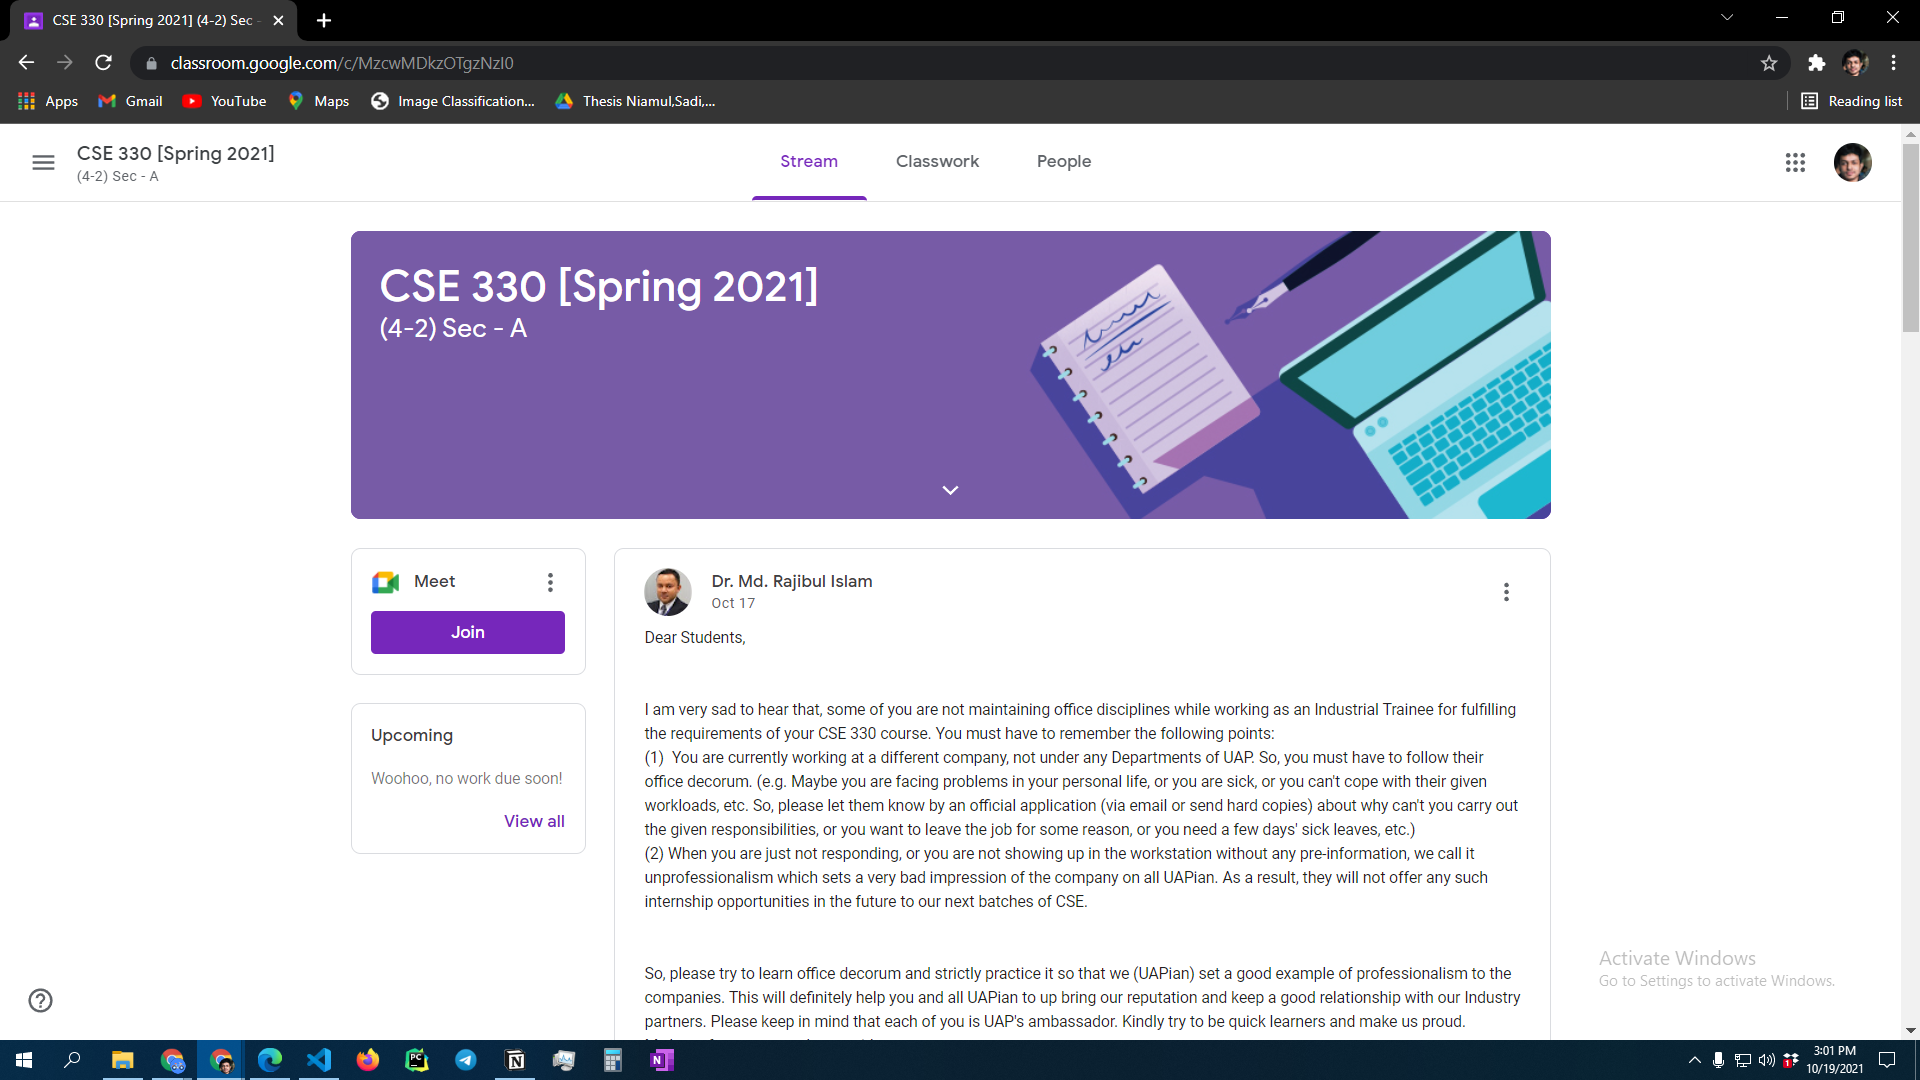 CSE 330 [Spring 2021] (4-2) Sec -
classroom.google.com/c/MzcwMDkzOTgzNzI0
Apps
Gmail
YouTube
Maps
Image Classification...
Thesis Niamul,Sadi,...
Reading list
CSE 330 [Spring 2021]
(4-2) Sec - A
Stream
Classwork
People
CSE 330 [Spring 2021]
(4-2) Sec - A
Meet
Join
Upcoming
Woohoo, no work due soon!
View all
Dr. Md. Rajibul Islam
Oct 17
Dear Students,
I am very sad to hear that, some of you are not maintaining office disciplines while working as an Industrial Trainee for fulfilling
the requirements of your CSE 330 course. You must have to remember the following points:
(1)  You are currently working at a different company, not under any Departments of UAP. So, you must have to follow their
office decorum. (e.g. Maybe you are facing problems in your personal life, or you are sick, or you can't cope with their given
workloads, etc. So, please let them know by an official application (via email or send hard copies) about why can't you carry out
the given responsibilities, or you want to leave the job for some reason, or you need a few days' sick leaves, etc.)
(2) When you are just not responding, or you are not showing up in the workstation without any pre-information, we call it
unprofessionalism which sets a very bad impression of the company on all UAPian. As a result, they will not offer any such
internship opportunities in the future to our next batches of CSE.
So, please try to learn office decorum and strictly practice it so that we (UAPian) set a good example of professionalism to the
companies. This will definitely help you and all UAPian to up bring our reputation and keep a good relationship with our Industry
partners. Please keep in mind that each of you is UAP's ambassador. Kindly try to be quick learners and make us proud.
Activate Windows
Go to Settings to activate Windows.
3:01 PM
10/19/2021